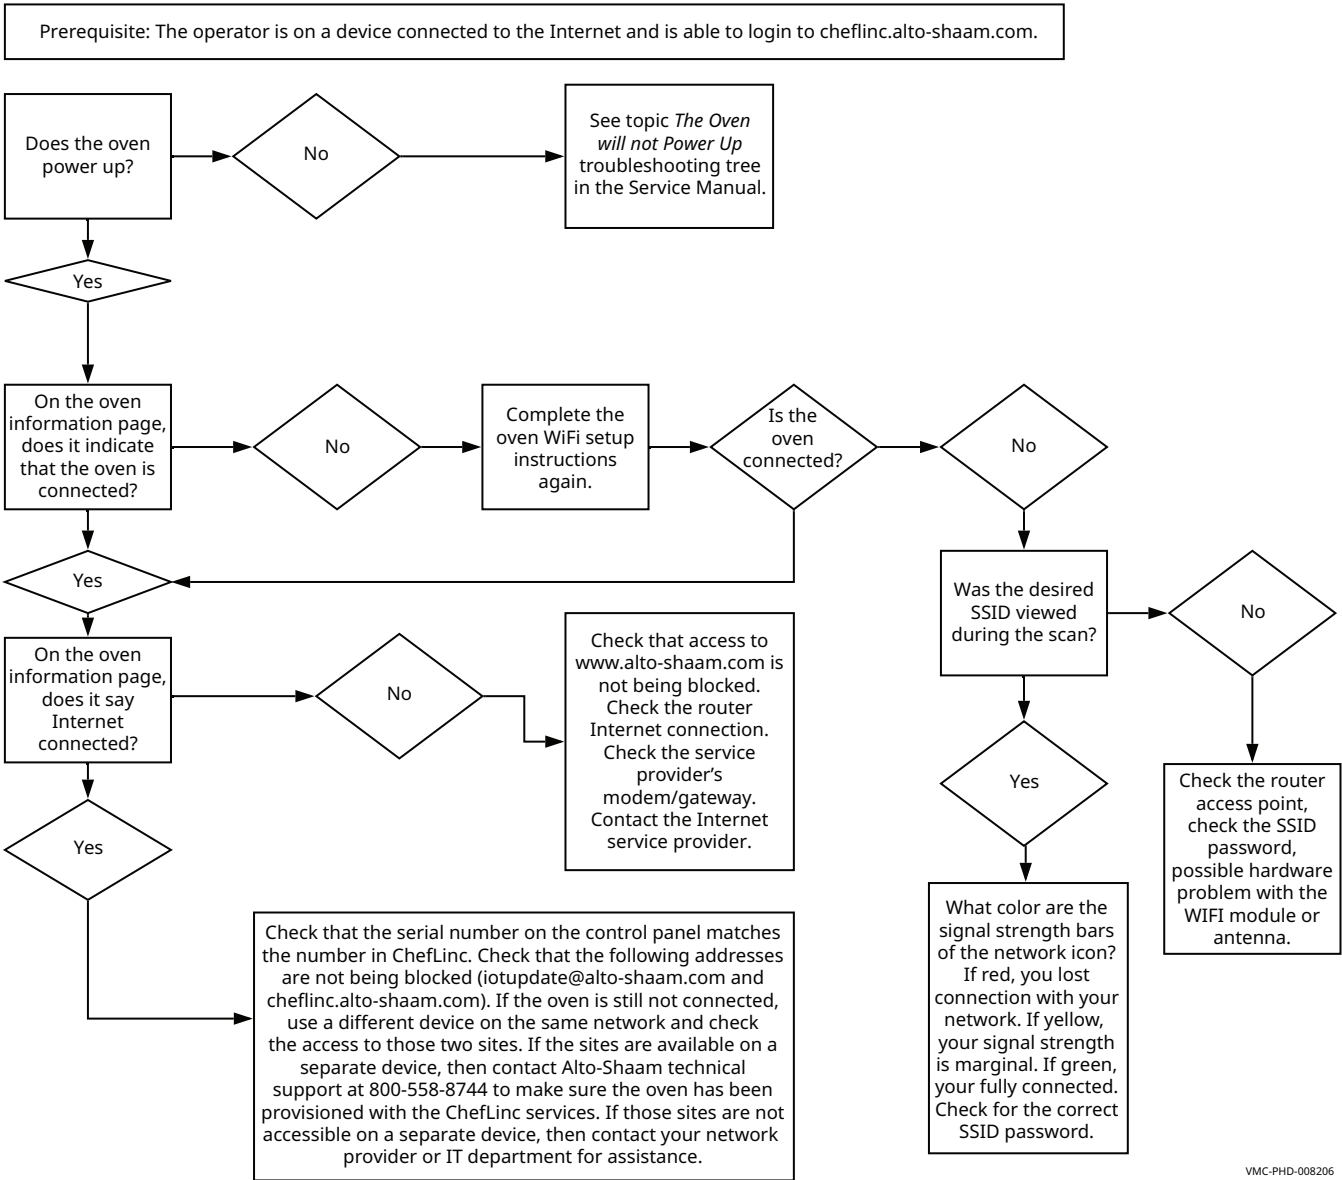 Prerequisite: The operator is on a device connected to the Internet and is able to login to cheflinc.alto-shaam.com.
Does the oven
power up?
No
See topic The Oven
will not Power Up
troubleshooting tree
in the Service Manual.
Yes
On the oven
information page,
does it indicate
that the oven is
connected?
No
Complete the
oven WiFi setup
instructions
again.
Is the
oven
connected?
No
Yes
Was the desired
SSID viewed
during the scan?
No
On the oven
information page,
does it say
Internet
connected?
No
Check that access to
www.alto-shaam.com is
not being blocked.
Check the router
Internet connection.
Check the service
provider’s
modem/gateway.
Contact the Internet
service provider.
Yes
Check the router
access point,
check the SSID
password,
possible hardware
problem with the
WIFI module or
antenna.
Yes
Check that the serial number on the control panel matches
the number in ChefLinc. Check that the following addresses
are not being blocked (iotupdate@alto-shaam.com and
cheflinc.alto-shaam.com). If the oven is still not connected,
use a different device on the same network and check
the access to those two sites. If the sites are available on a
separate device, then contact Alto-Shaam technical
support at 800-558-8744 to make sure the oven has been
provisioned with the ChefLinc services. If those sites are not
accessible on a separate device, then contact your network
provider or IT department for assistance.
What color are the
signal strength bars
of the network icon?
If red, you lost
connection with your
network. If yellow,
your signal strength
is marginal. If green,
your fully connected.
Check for the correct
SSID password.
VMC-PHD-008206